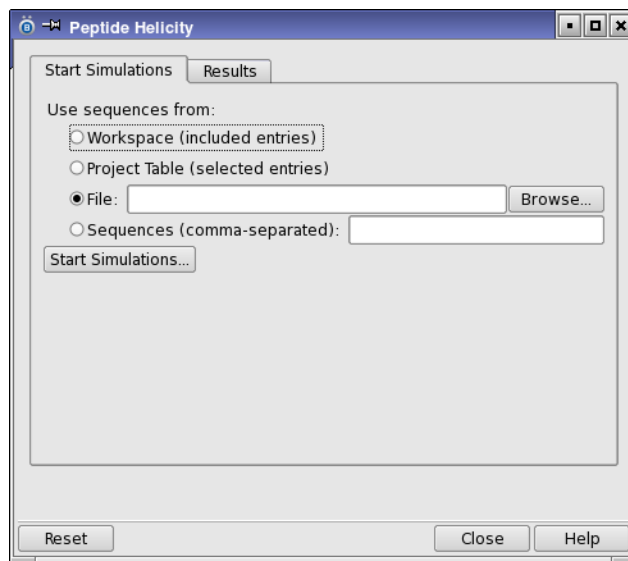 Peptide Helicity
Start Simulations Results
Use sequences from:
Workspace (included entries)
Project Table (selected entries)
File: Browse...
Sequences (comma-separated):
Start Simulations...
Reset Close Help